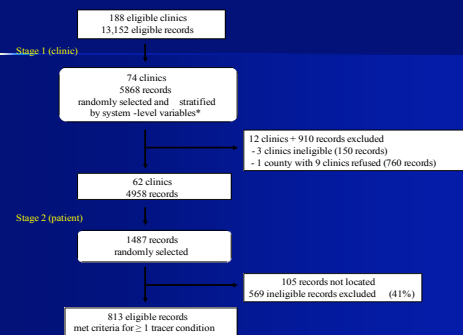 188 eligible clinics
13,152 eligible records
Stage 1 (clinic)
74 clinics
5868 records
randomly selected and stratified
by system -level variables*
12 clinics + 910 records excluded
- 3 clinics ineligible (150 records)
- 1 county with 9 clinics refused (760 records)
62 clinics
4958 records
Stage 2 (patient)
1487 records
randomly selected
105 records not located
569 ineligible records excluded (41%)
813 eligible records
met criteria for ≥ 1 tracer condition